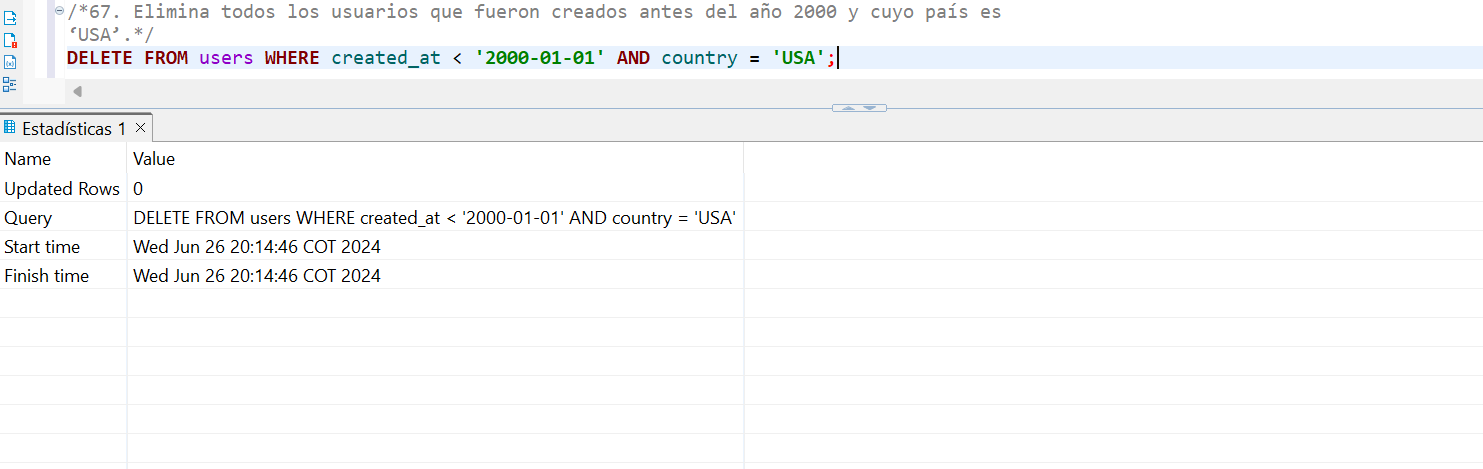 /*67. Elimina todos los usuarios que fueron creados antes del año 2000 y cuyo país es
‘USA’.*/
DELETE FROM users WHERE created_at < '2000-01-01' AND country = 'USA';
Estadísticas 1
Name Value
Updated Rows 0
Query DELETE FROM users WHERE created_at < '2000-01-01' AND country = 'USA'
Start time Wed Jun 26 20:14:46 COT 2024
Finish time Wed Jun 26 20:14:46 COT 2024